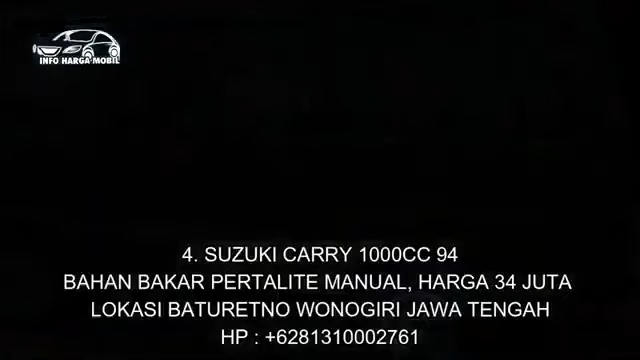 INFO HARGA MOBIL
4. SUZUKI CARRY 1000CC 94
BAHAN BAKAR PERTALITE MANUAL, HARGA 34 JUTA
LOKASI BATURETNO WONOGIRI JAWA TENGAH
HP : +6281310002761